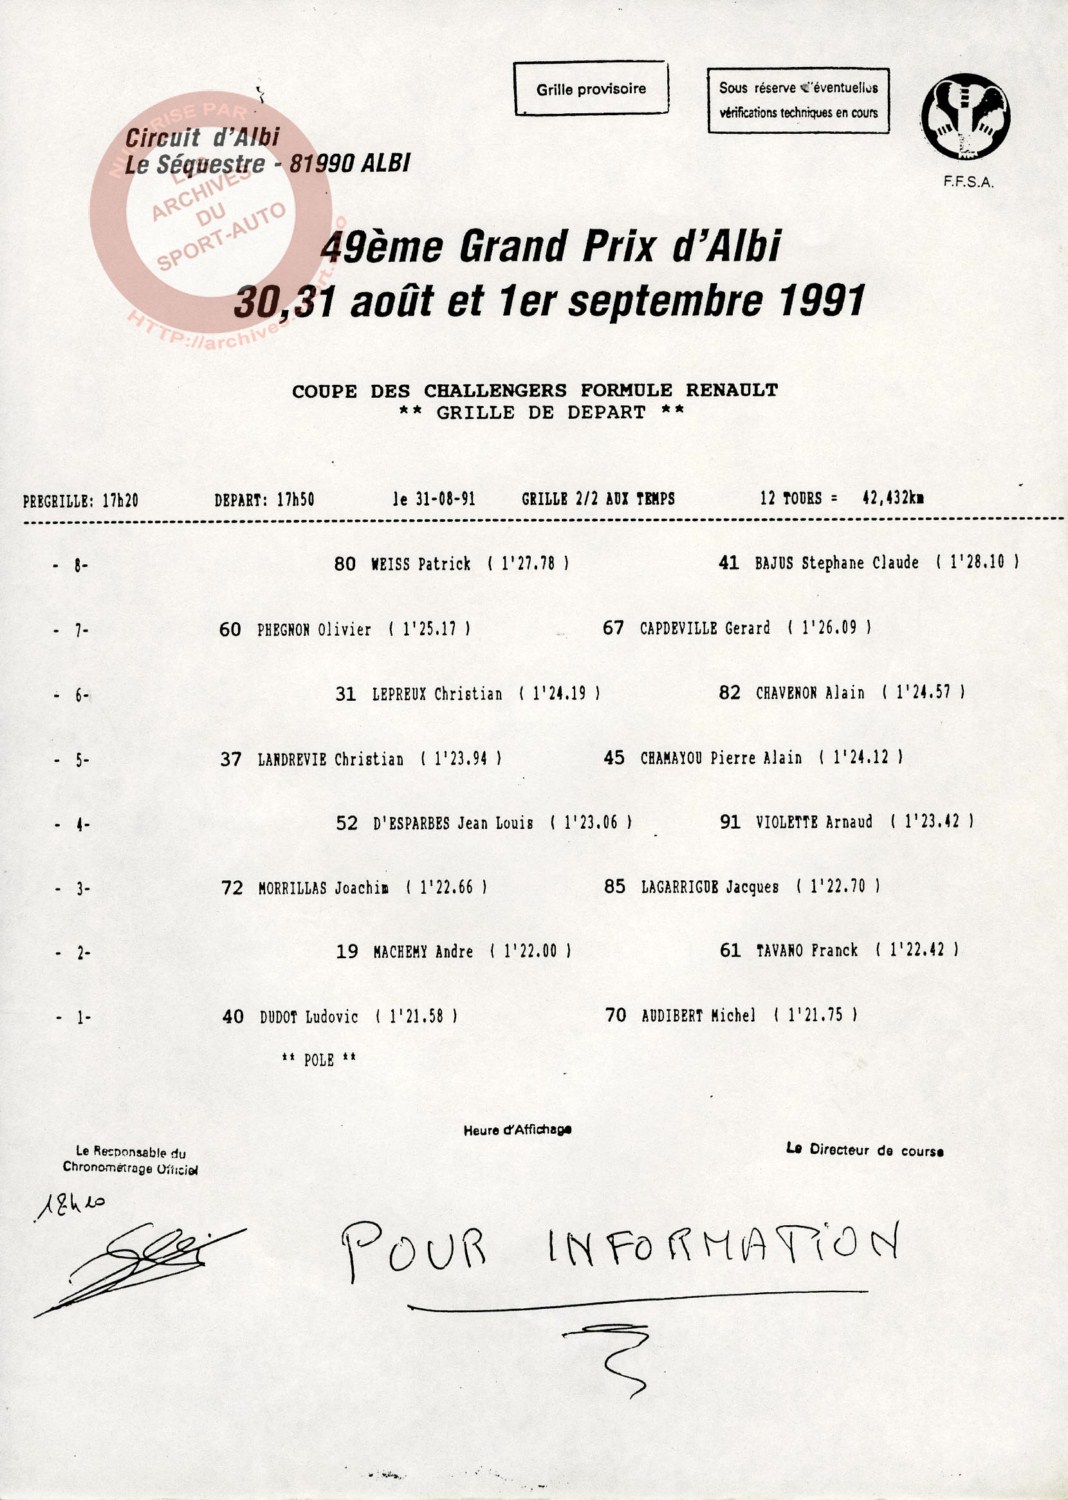 Grille provisoire
Sous réserve d'éventuelles
vérifications techniques en cours
F.F.S.A.
NUMERISE PAR
LES
ARCHIVES
DU
SPORT-AUTO
Circuit d'Albi
Le Séquestre - 81990 ALBI
49ème Grand Prix d'Albi
30,31 août et 1er septembre 1991
COUPE DES CHALLENGERS FORMULE RENAULT
** GRILLE DE DEPART **
PREGRILLE: 17h20 DEPART: 17h50 le 31-08-91 GRILLE 2/2 AUX TEMPS 12 TOURS = 42,432km
- 8- 80 WEISS Patrick ( 1'27.78 ) 41 BAJUS Stephane Claude ( 1'28.10 )
- 7- 60 PHEGNON Olivier ( 1'25.17 ) 67 CAPDEVILLE Gerard ( 1'26.09 )
- 6- 31 LEPREUX Christian ( 1'24.19 ) 82 CHAVENON Alain ( 1'24.57 )
- 5- 37 LANDREVIE Christian ( 1'23.94 ) 45 CHAMAYOU Pierre Alain ( 1'24.12 )
- 4- 52 D'ESPARBES Jean Louis ( 1'23.06 ) 91 VIOLETTE Arnaud ( 1'23.42 )
- 3- 72 MORRILLAS Joachim ( 1'22.66 ) 85 LAGARRIGUE Jacques ( 1'22.70 )
- 2- 19 MACHEMY Andre ( 1'22.00 ) 61 TAVANO Franck ( 1'22.42 )
- 1- 40 DUDOT Ludovic ( 1'21.58 ) 70 AUDIBERT Michel ( 1'21.75 )
** POLE **
Heure d'Affichage
Le Responsable du
Chronométrage Officiel
Le Directeur de course
POUR INFORMATION